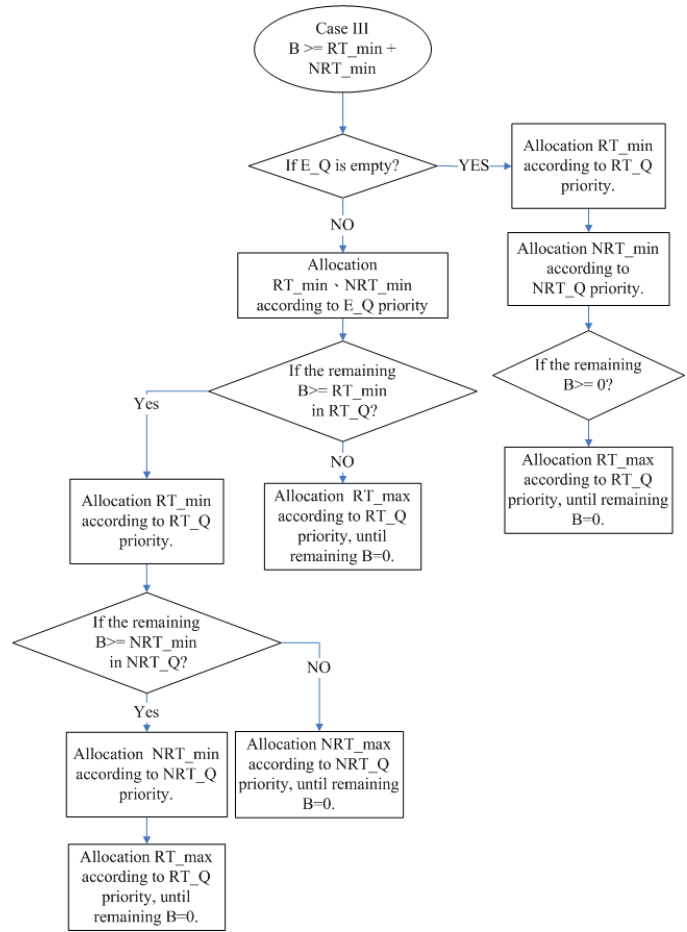 Case III
B >= RT_min +
NRT_min
If E_Q is empty?
YES
Allocation RT_min
according to RT_Q
priority.
NO
Allocation
RT_min、NRT_min
according to E_Q priority
Allocation NRT_min
according to
NRT_Q priority.
If the remaining
B>= RT_min
in RT_Q?
If the remaining
B>= 0?
Yes
NO
Allocation RT_min
according to RT_Q
priority.
Allocation  RT_max
according to RT_Q
priority, until
remaining B=0.
Allocation RT_max
according to RT_Q
priority, until remaining
B=0.
If the remaining
B>= NRT_min
in NRT_Q?
NO
Yes
Allocation  NRT_min
according to NRT_Q
priority.
Allocation NRT_max
according to NRT_Q
priority, until remaining
B=0.
Allocation RT_max
according to RT_Q
priority, until
remaining B=0.